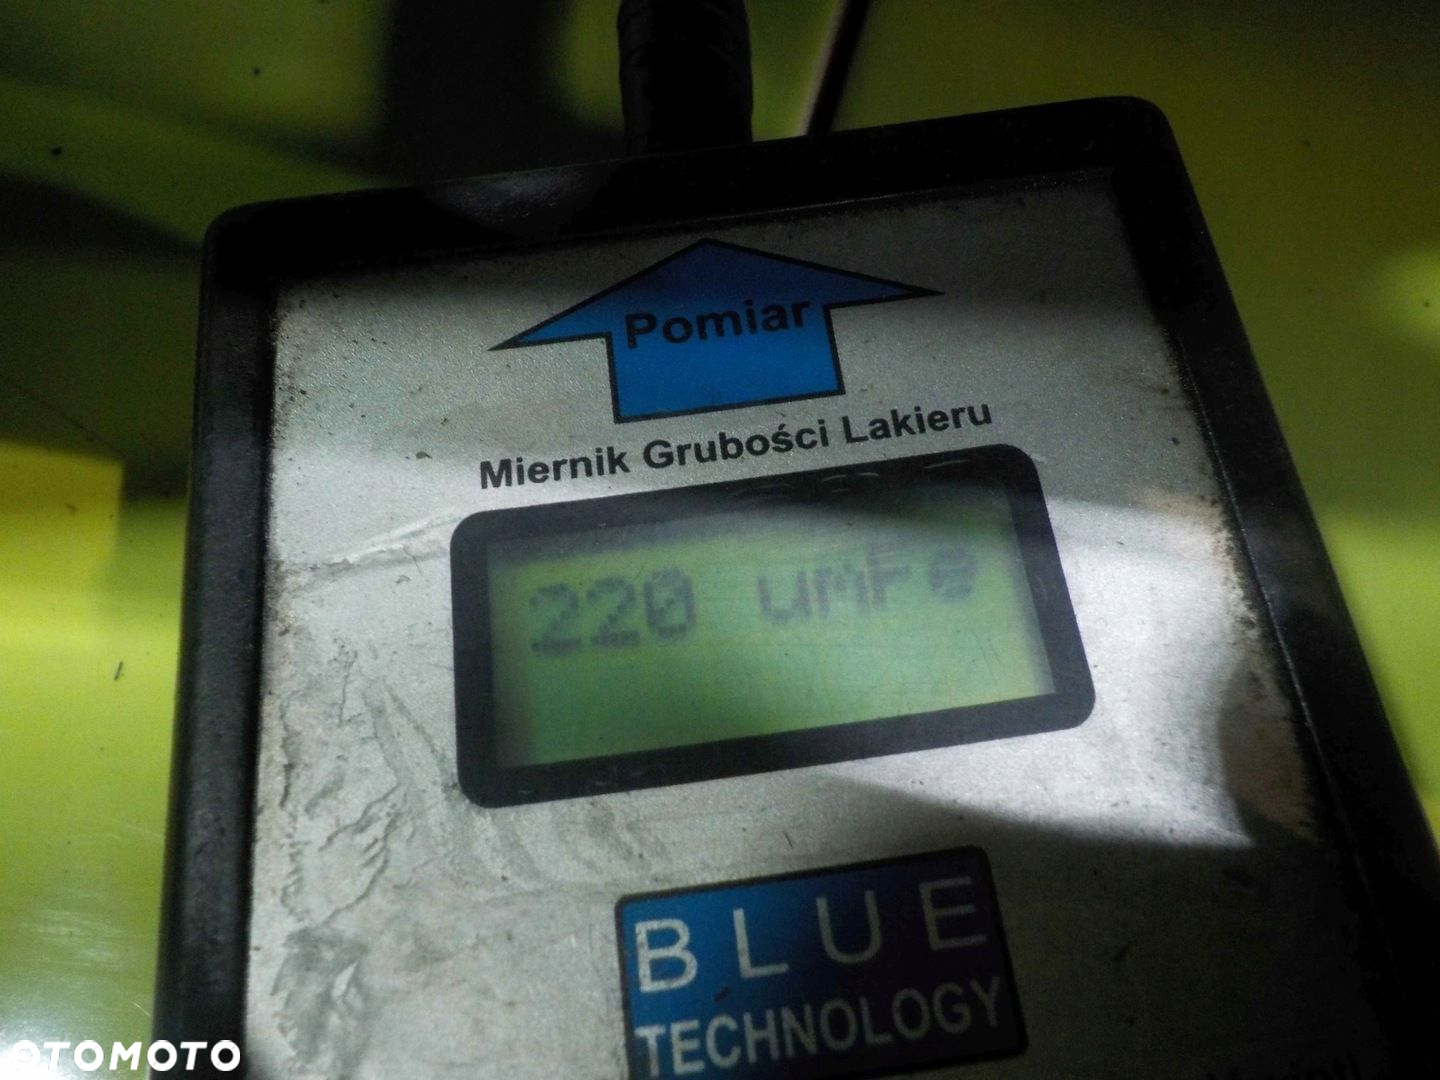 Pomiar
Miernik Grubości Lakieru
220 umFe
BLUE
TECHNOLOGY
OTOMOTO